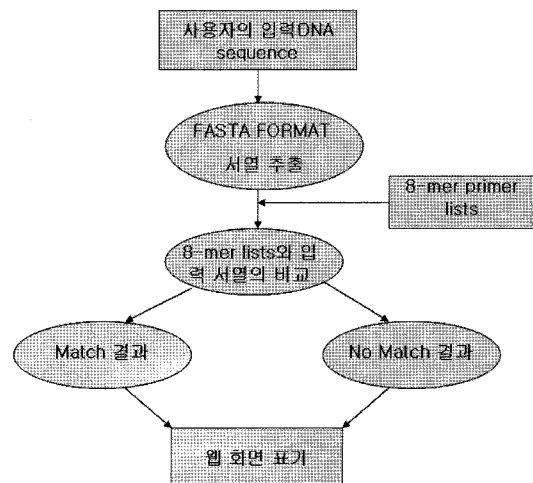 사용자의 입력DNA
sequence
FASTA FORMAT
서열 추출
8-mer primer
lists
8-mer lists와 입
력 서열의 비교
Match 결과
No Match 결과
웹 화면 표기